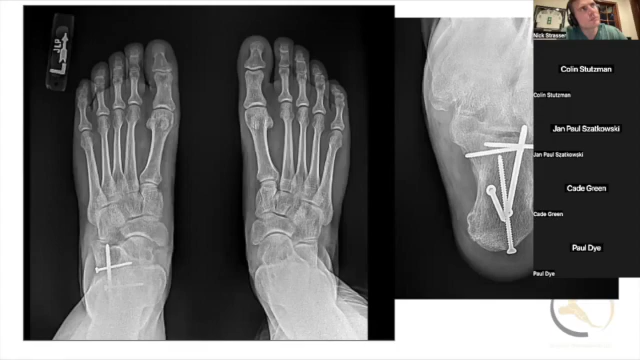 Nick Strasser
Colin Stutzman
Colin Stutzman
Jan Paul Szatkowski
Jan Paul Szatkowski
Cade Green
Cade Green
Paul Dye
Paul Dye
L